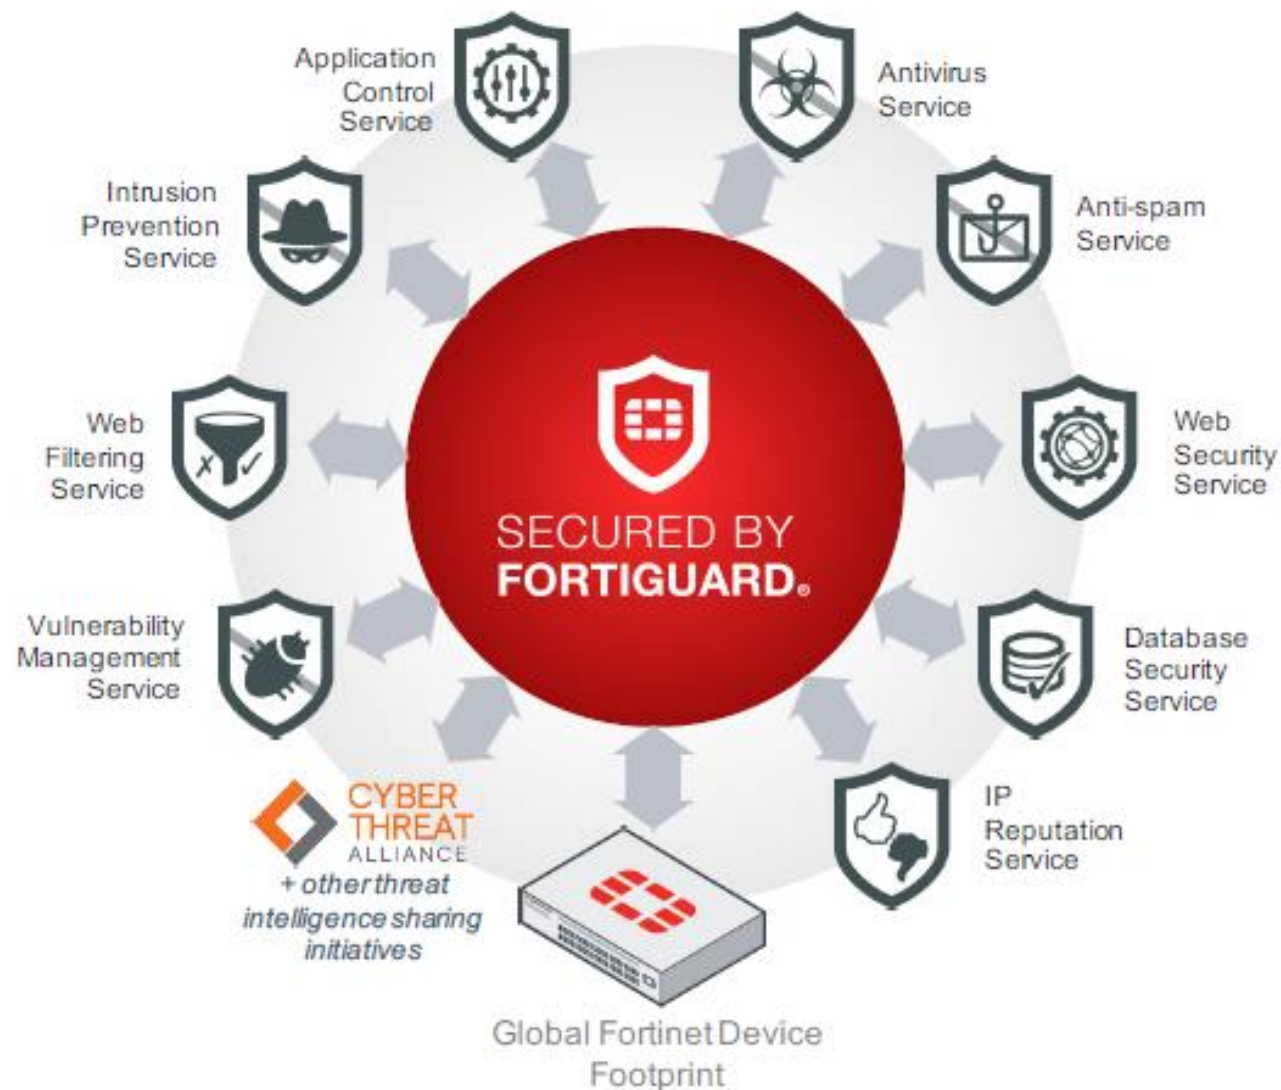 Application
Control
Service
Antivirus
Service
Intrusion
Prevention
Service
Anti-spam
Service
Web
Filtering
Service
Web
Security
Service
SECURED BY
FORTIGUARD®
Vulnerability
Management
Service
Database
Security
Service
CYBER
THREAT
ALLIANCE
+ other threat
intelligence sharing
initiatives
IP
Reputation
Service
Global Fortinet Device
Footprint